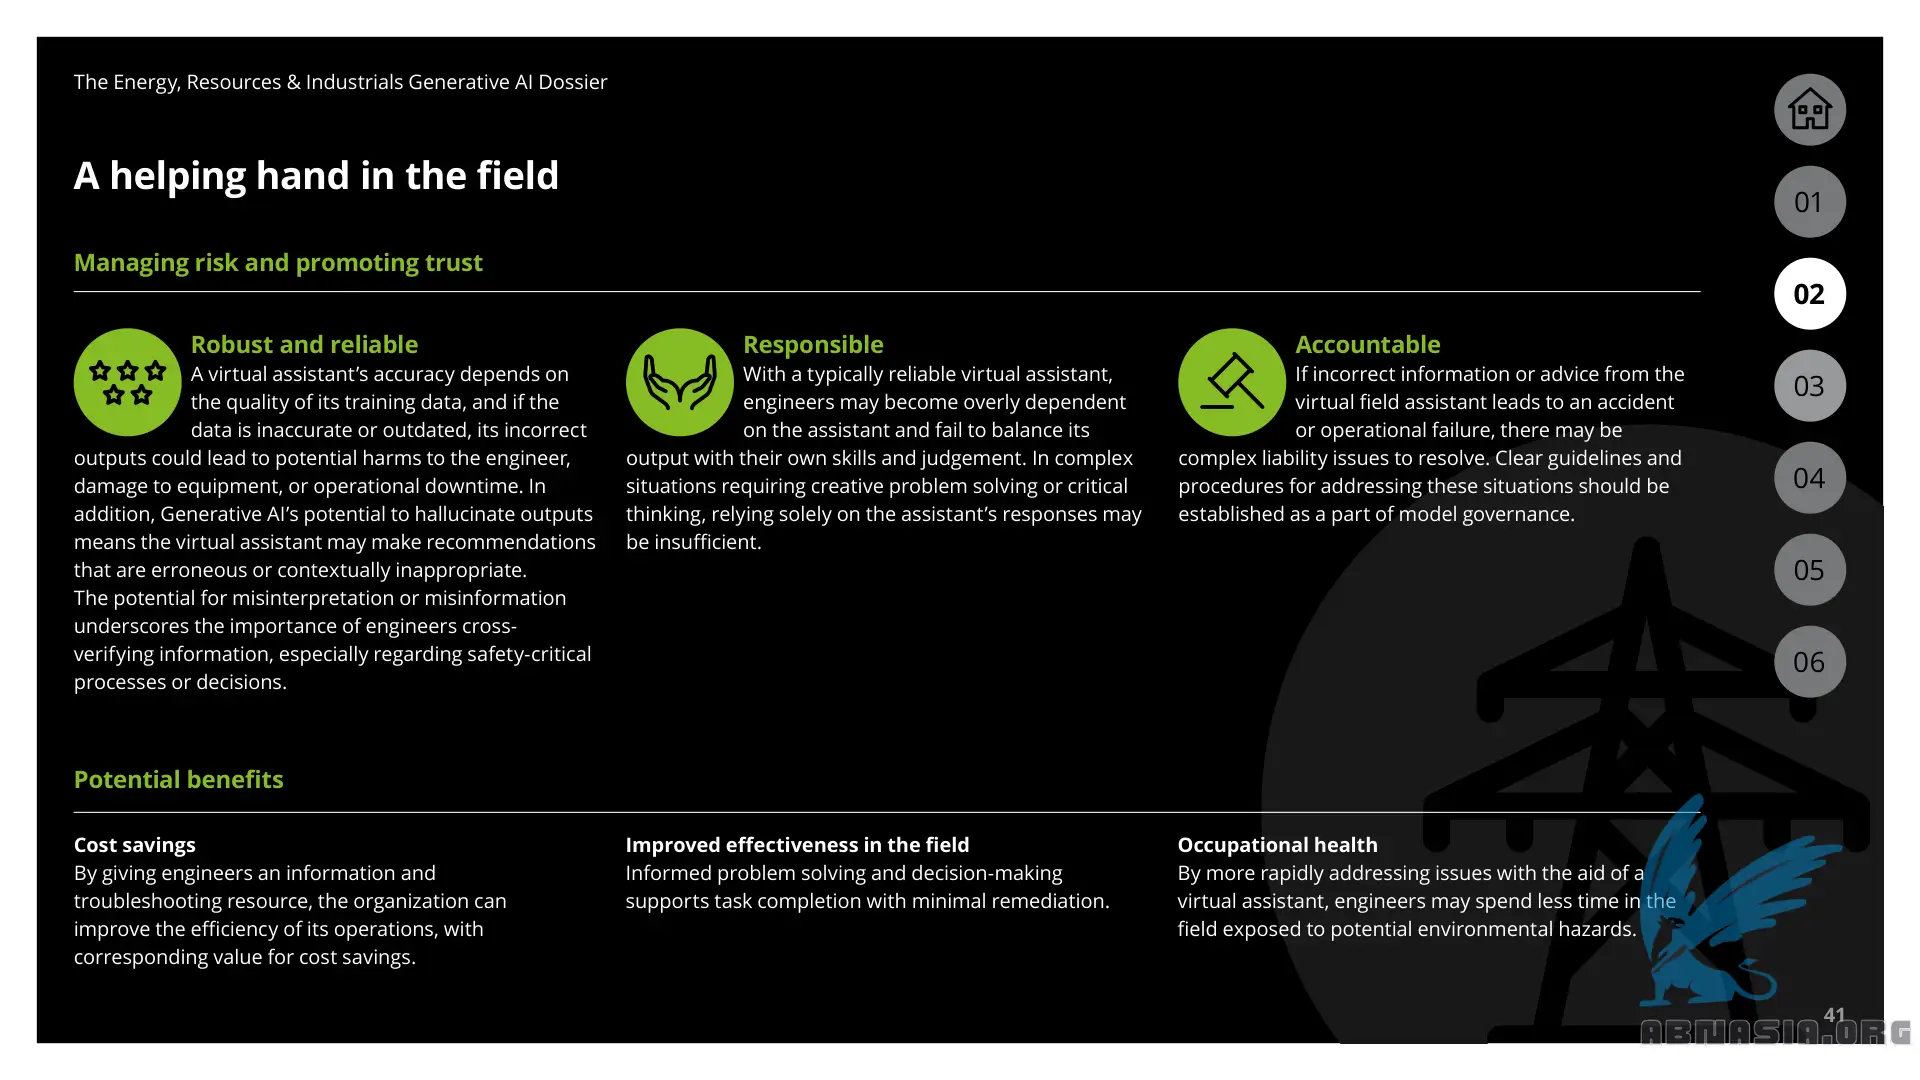 The Energy, Resources & Industrials Generative AI Dossier
A helping hand in the field
Managing risk and promoting trust
Robust and reliable
A virtual assistant’s accuracy depends on
the quality of its training data, and if the
data is inaccurate or outdated, its incorrect
outputs could lead to potential harms to the engineer,
damage to equipment, or operational downtime. In
addition, Generative AI’s potential to hallucinate outputs
means the virtual assistant may make recommendations
that are erroneous or contextually inappropriate.
The potential for misinterpretation or misinformation
underscores the importance of engineers cross-
verifying information, especially regarding safety-critical
processes or decisions.
Responsible
With a typically reliable virtual assistant,
engineers may become overly dependent
on the assistant and fail to balance its
output with their own skills and judgement. In complex
situations requiring creative problem solving or critical
thinking, relying solely on the assistant’s responses may
be insufficient.
Accountable
If incorrect information or advice from the
virtual field assistant leads to an accident
or operational failure, there may be
complex liability issues to resolve. Clear guidelines and
procedures for addressing these situations should be
established as a part of model governance.
Potential benefits
Cost savings
By giving engineers an information and
troubleshooting resource, the organization can
improve the efficiency of its operations, with
corresponding value for cost savings.
Improved effectiveness in the field
Informed problem solving and decision-making
supports task completion with minimal remediation.
Occupational health
By more rapidly addressing issues with the aid of a
virtual assistant, engineers may spend less time in the
field exposed to potential environmental hazards.
01
02
03
04
05
06
41
ABMASIA.ORG